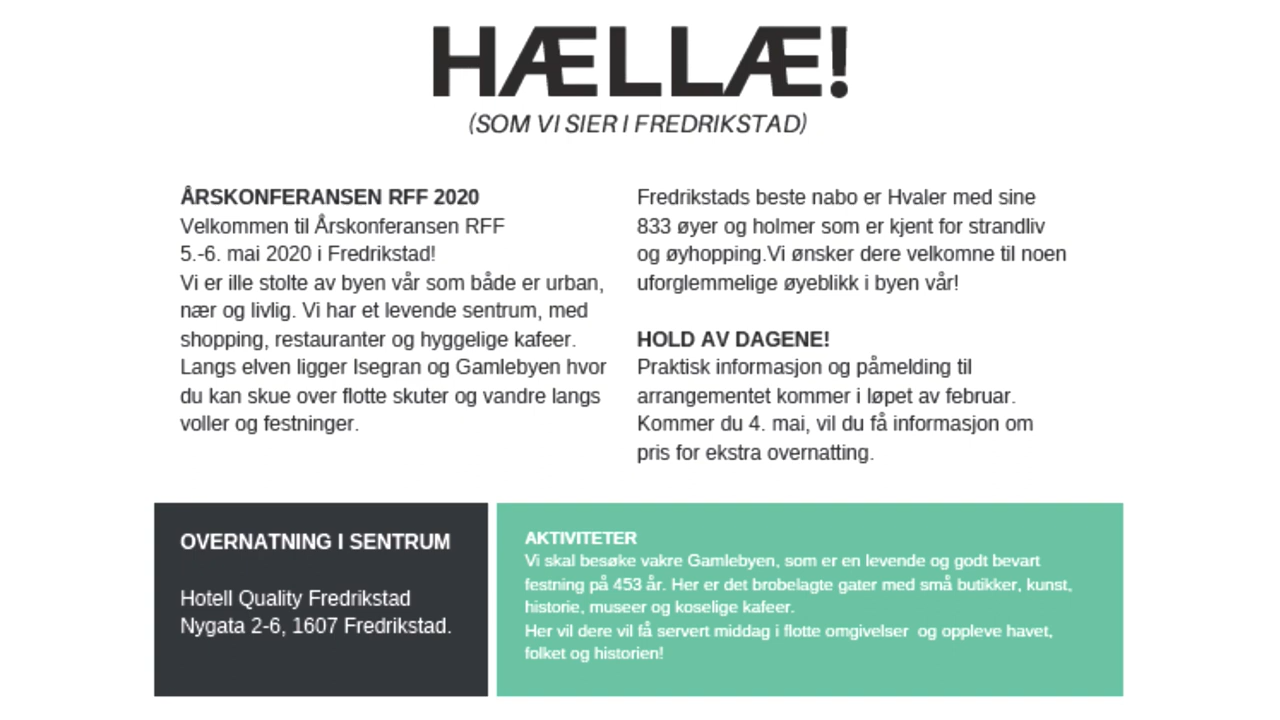 HÆLLÆ!
(SOM VI SIER I FREDRIKSTAD)
ÅRSKONFERANSEN RFF 2020
Velkommen til Årskonferansen RFF
5.-6. mai 2020 i Fredrikstad!
Vi er ille stolte av byen vår som både er urban,
nær og livlig. Vi har et levende sentrum, med
shopping, restauranter og hyggelige kafeer.
Langs elven ligger Isegran og Gamlebyen hvor
du kan skue over flotte skuter og vandre langs
voller og festninger.
Fredrikstads beste nabo er Hvaler med sine
833 øyer og holmer som er kjent for strandliv
og øyhopping.Vi ønsker dere velkomne til noen
uforglemmelige øyeblikk i byen vår!
HOLD AV DAGENE!
Praktisk informasjon og påmelding til
arrangementet kommer i løpet av februar.
Kommer du 4. mai, vil du få informasjon om
pris for ekstra overnatting.
OVERNATNING I SENTRUM
Hotell Quality Fredrikstad
Nygata 2-6, 1607 Fredrikstad.
AKTIVITETER
Vi skal besøke vakre Gamlebyen, som er en levende og godt bevart
festning på 453 år. Her er det brobelagte gater med små butikker, kunst,
historie, museer og koselige kafeer.
Her vil dere vil få servert middag i flotte omgivelser  og oppleve havet,
folket og historien!